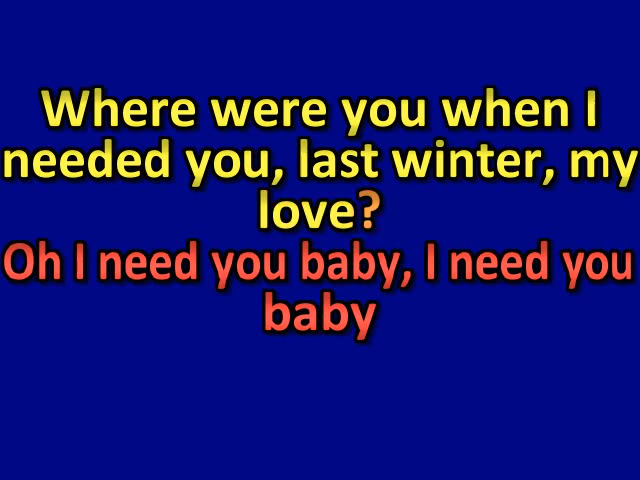 Where were you when I
needed you, last winter, my
love?
Oh I need you baby, I need you
baby